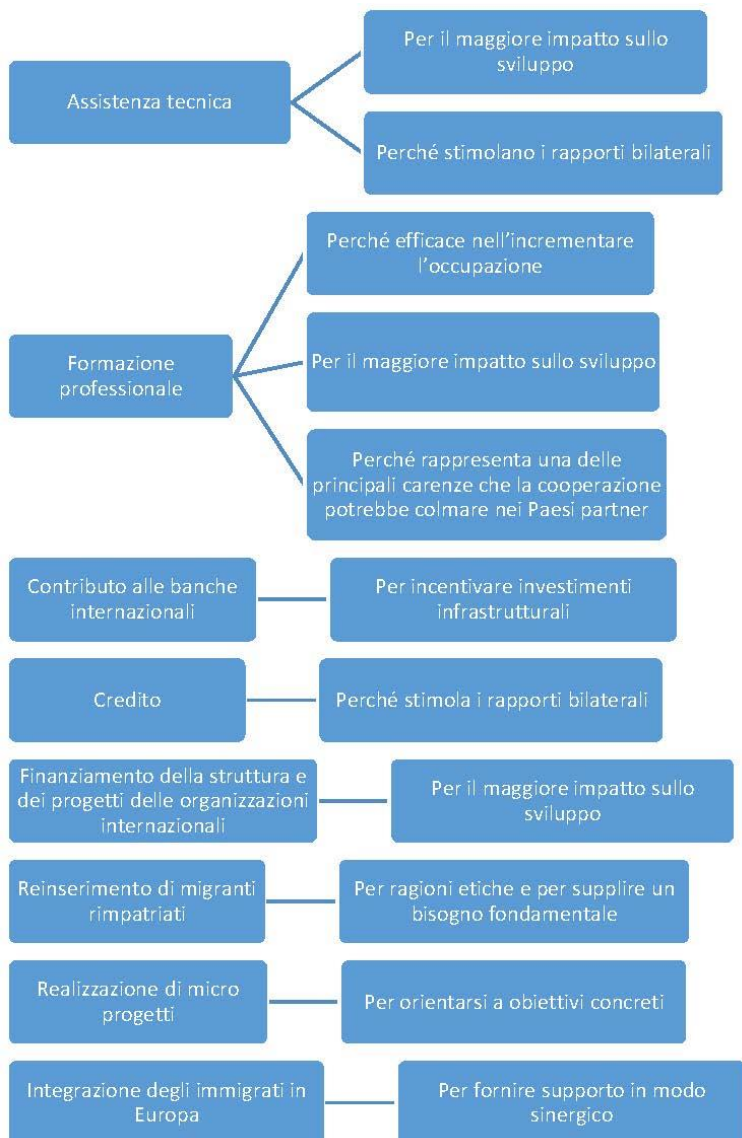 Per il maggiore impatto sullo
sviluppo
Assistenza tecnica
Perché stimolano i rapporti bilaterali
Perché efficace nell'incrementare
l'occupazione
Formazione
professionale
Per il maggiore impatto sullo sviluppo
Perché rappresenta una delle
principali carenze che la cooperazione
potrebbe colmare nei Paesi partner
Contributo alle banche
internazionali
Per incentivare investimenti
infrastrutturali
Credito
Perché stimola i rapporti bilaterali
Finanziamento della struttura e
dei progetti delle organizzazioni
internazionali
Per il maggiore impatto sullo
sviluppo
Reinserimento di migranti
rimpatriati
Per ragioni etiche e per supplire un
bisogno fondamentale
Realizzazione di micro
progetti
Per orientarsi a obiettivi concreti
Integrazione degli immigrati in
Europa
Per fornire supporto in modo
sinergico